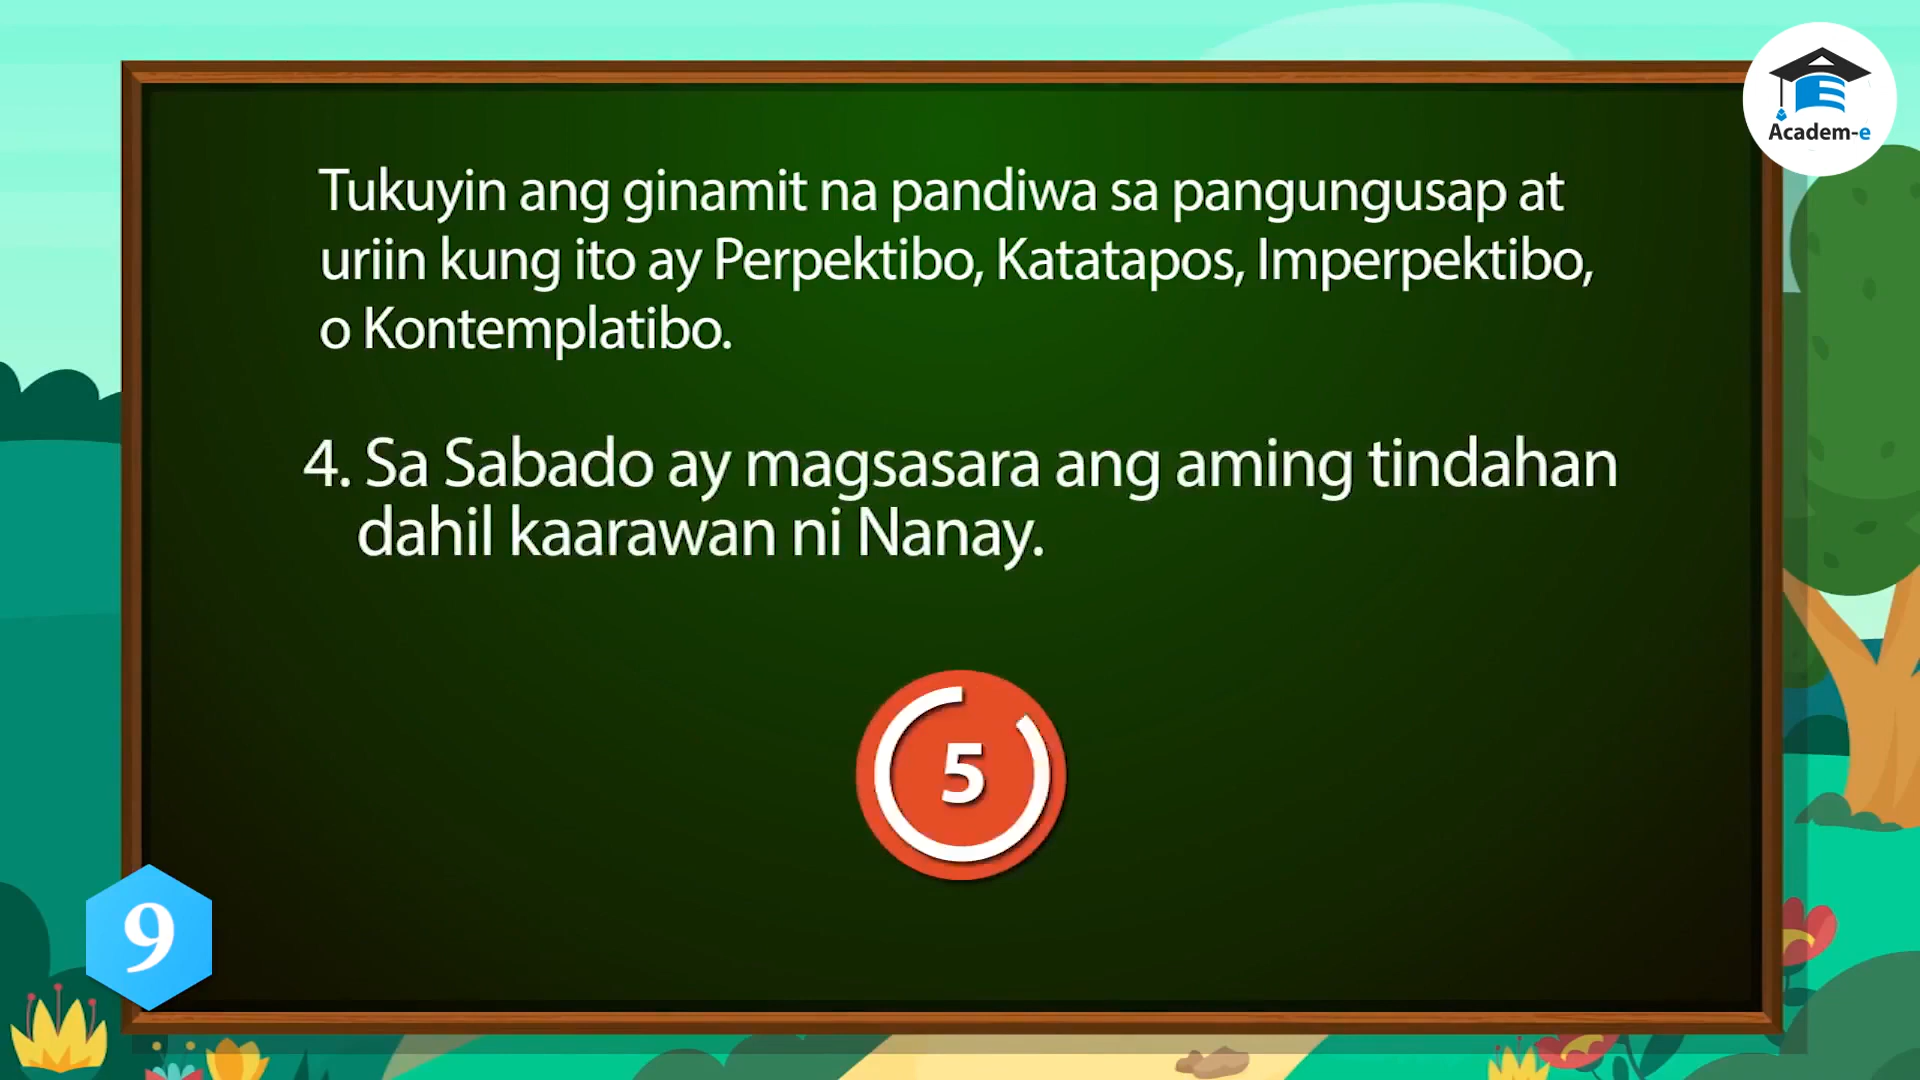 Academ-e
Tukuyin ang ginamit na pandiwa sa pangungusap at
uriin kung ito ay Perpektibo, Katatapos, Imperpektibo,
o Kontemplatibo.
4. Sa Sabado ay magsasara ang aming tindahan
dahil kaarawan ni Nanay.
5
9